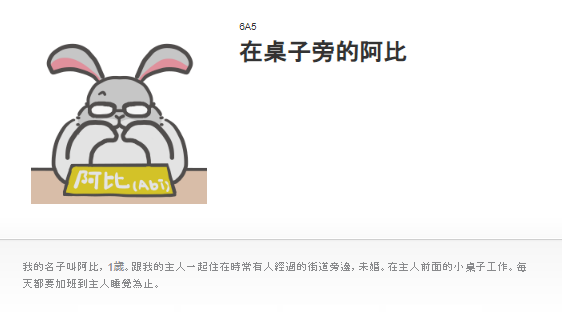 6A5
在桌子旁的阿比
阿比(Abi)
我的名子叫阿比, 1歲。跟我的主人一起住在時常有人經過的街道旁邊, 未婚。在主人前面的小桌子工作。每
天都要加班到主人睡覺為止。